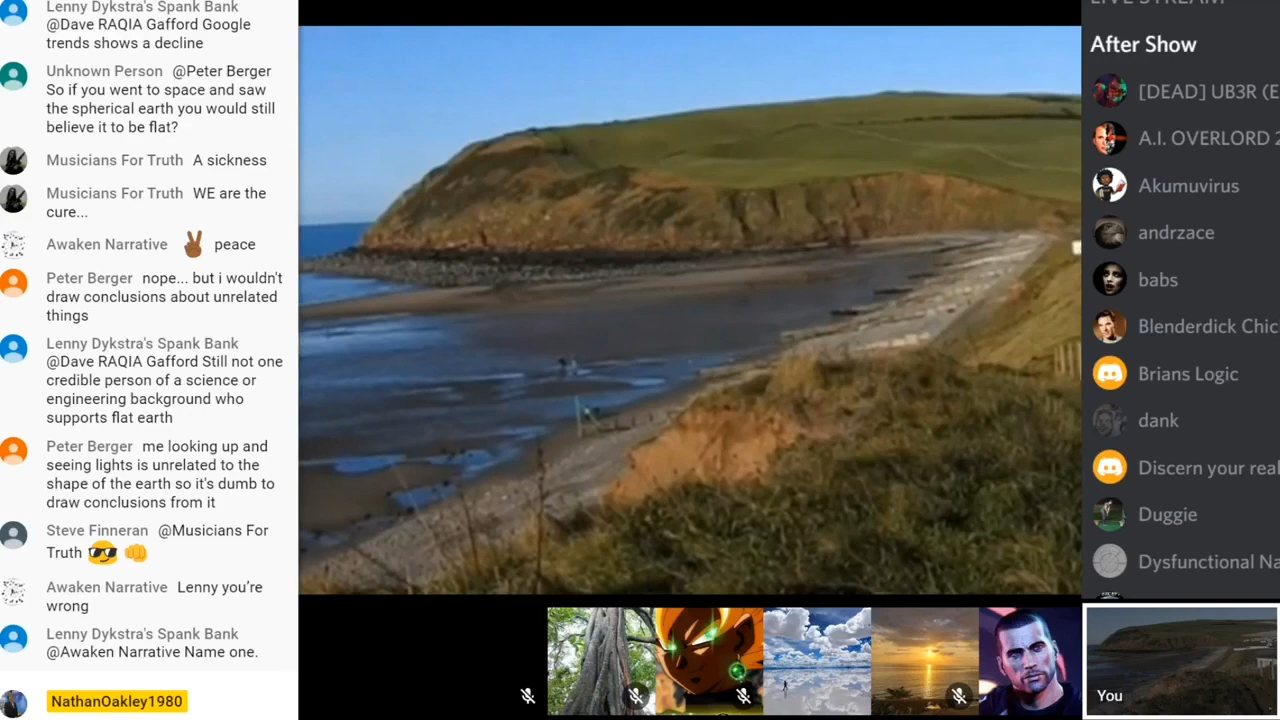 Lenny Dykstra's Spank Bank
@Dave RAQIA Gafford Google
trends shows a decline
Unknown Person @Peter Berger
So if you went to space and saw
the spherical earth you would still
believe it to be flat?
Musicians For Truth A sickness
Musicians For Truth WE are the
cure...
Awaken Narrative ✌🏾 peace
Peter Berger nope... but i wouldn't
draw conclusions about unrelated
things
Lenny Dykstra's Spank Bank
@Dave RAQIA Gafford Still not one
credible person of a science or
engineering background who
supports flat earth
Peter Berger me looking up and
seeing lights is unrelated to the
shape of the earth so it's dumb to
draw conclusions from it
Steve Finneran @Musicians For
Truth 😎 👊
Awaken Narrative Lenny you're
wrong
Lenny Dykstra's Spank Bank
@Awaken Narrative Name one.
NathanOakley1980
LIVE STREAM
After Show
[DEAD] UB3R (E
A.I. OVERLORD 2
Akumuvirus
andrzace
babs
Blenderdick Chic
Brians Logic
dank
Discern your real
Duggie
Dysfunctional Na
You